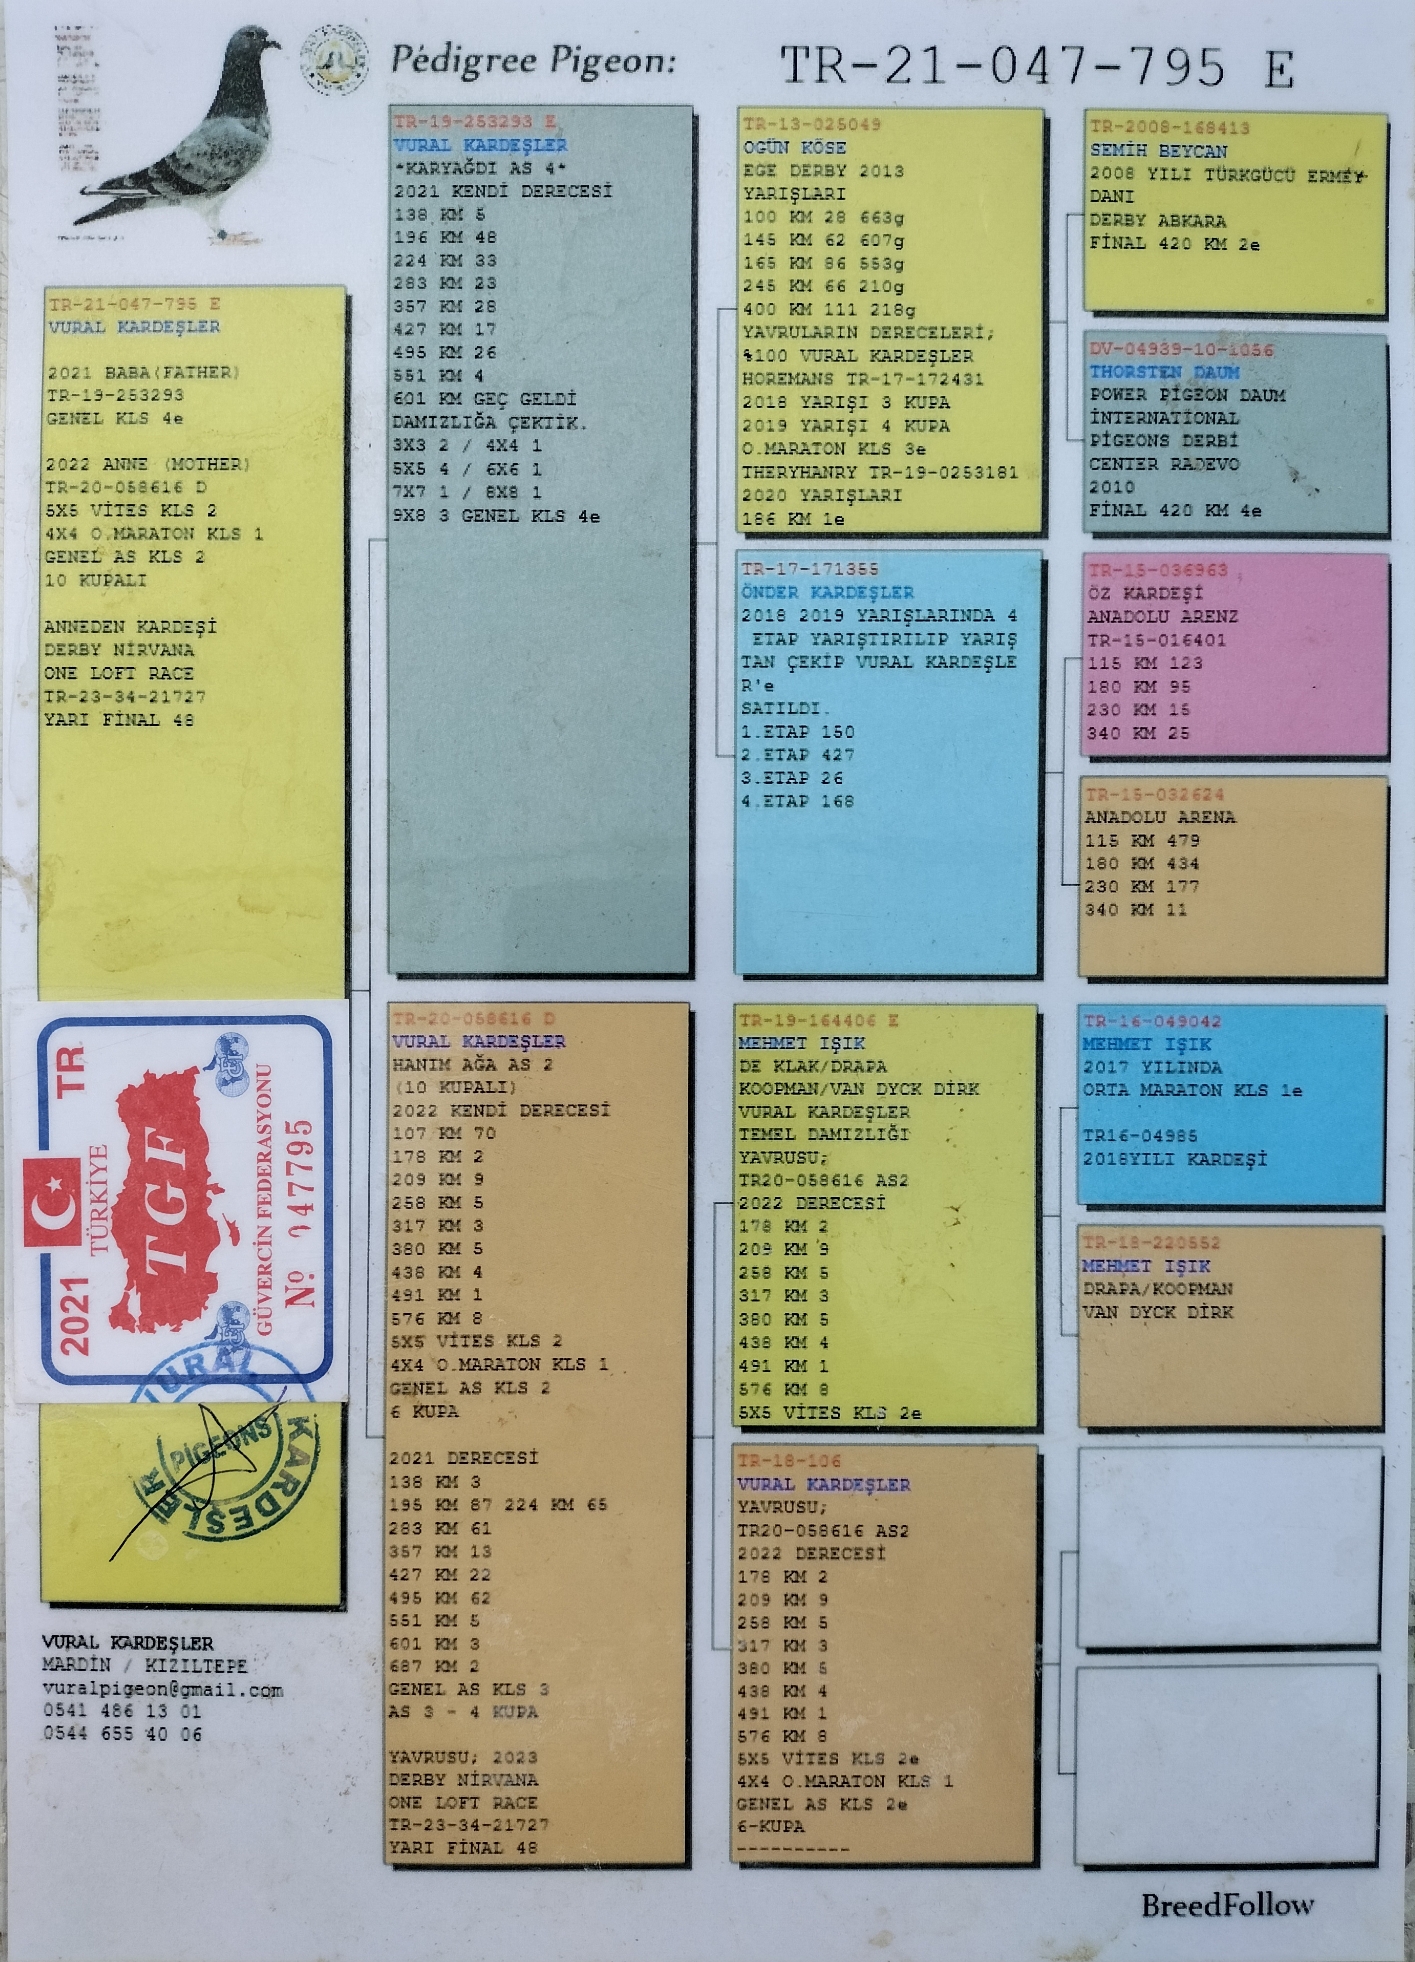 Pédigree Pigeon:
TR-21-047-795 E
TR-21-047-795 E
VURAL KARDEŞLER
2021 BABA(FATHER)
TR-19-253293
GENEL KLS 4e
2022 ANNE (MOTHER)
TR-20-058616 D
5X5 VİTES KLS 2
4X4 O.MARATON KLS 1
GENEL AS KLS 2
10 KUPALI
ANNEDEN KARDEŞİ
DERBY NİRVANA
ONE LOFT RACE
TR-23-34-21727
YARI FİNAL 48
2021 TÜRKİYE TR
TGF
GÜVERCİN FEDERASYONU
Nº 047795
VURAL
KARDEŞLER
PİGEONS
VURAL KARDEŞLER
MARDİN / KIZILTEPE
vuralpigeon@gmail.com
0541 486 13 01
0544 655 40 06
TR-19-253293 E
VURAL KARDEŞLER
*KARYAĞDI AS 4*
2021 KENDİ DERECESİ
138 KM 5
196 KM 48
224 KM 33
283 KM 23
357 KM 28
427 KM 17
495 KM 26
551 KM 4
601 KM GEÇ GELDİ
DAMIZLIĞA ÇEKTİK.
3X3 2 / 4X4 1
5X5 4 / 6X6 1
7X7 1 / 8X8 1
9X8 3 GENEL KLS 4e
TR-20-058616 D
VURAL KARDEŞLER
HANIM AĞA AS 2
(10 KUPALI)
2022 KENDİ DERECESİ
107 KM 70
178 KM 2
209 KM 9
258 KM 5
317 KM 3
380 KM 5
438 KM 4
491 KM 1
576 KM 8
5X5 VİTES KLS 2
4X4 O.MARATON KLS 1
GENEL AS KLS 2
6 KUPA
2021 DERECESİ
138 KM 3
195 KM 87 224 KM 65
283 KM 61
357 KM 13
427 KM 22
495 KM 62
551 KM 5
601 KM 3
687 KM 2
GENEL AS KLS 3
AS 3 - 4 KUPA
YAVRUSU; 2023
DERBY NİRVANA
ONE LOFT RACE
TR-23-34-21727
YARI FİNAL 48
TR-13-025049
OGÜN KÖSE
EGE DERBY 2013
YARIŞLARI
100 KM 28 663g
145 KM 62 607g
165 KM 86 553g
245 KM 66 210g
400 KM 111 218g
YAVRULARIN DERECELERİ;
%100 VURAL KARDEŞLER
HOREMANS TR-17-172431
2018 YARIŞI 3 KUPA
2019 YARIŞI 4 KUPA
O.MARATON KLS 3e
THERYHANRY TR-19-0253181
2020 YARIŞLARI
186 KM 1e
TR-17-171355
ÖNDER KARDEŞLER
2018 2019 YARIŞLARINDA 4
ETAP YARIŞTIRILIP YARIŞ
TAN ÇEKİP VURAL KARDEŞLE
R'e
SATILDI.
1.ETAP 150
2.ETAP 427
3.ETAP 26
4.ETAP 168
TR-19-164406 E
MEHMET IŞIK
DE KLAK/DRAPA
KOOPMAN/VAN DYCK DİRK
VURAL KARDEŞLER
TEMEL DAMIZLIĞI
YAVRUSU;
TR20-058616 AS2
2022 DERECESİ
178 KM 2
209 KM 9
258 KM 5
317 KM 3
380 KM 5
438 KM 4
491 KM 1
576 KM 8
5X5 VİTES KLS 2e
TR-18-106
VURAL KARDEŞLER
YAVRUSU;
TR20-058616 AS2
2022 DERECESİ
178 KM 2
209 KM 9
258 KM 5
317 KM 3
380 KM 5
438 KM 4
491 KM 1
576 KM 8
5X5 VİTES KLS 2e
4X4 O.MARATON KLS 1
GENEL AS KLS 2e
6-KUPA
----------
TR-2008-168413
SEMİH BEYCAN
2008 YILI TÜRKGÜCÜ ERMEY
DANI
DERBY ABKARA
FİNAL 420 KM 2e
DV-04939-10-1056
THORSTEN DAUM
POWER PİGEON DAUM
İNTERNATİONAL
PİGEONS DERBİ
CENTER RADEVO
2010
FİNAL 420 KM 4e
TR-15-036963
ÖZ KARDEŞİ
ANADOLU ARENZ
TR-15-016401
115 KM 123
180 KM 95
230 KM 15
340 KM 25
TR-15-032624
ANADOLU ARENA
115 KM 479
180 KM 434
230 KM 177
340 KM 11
TR-16-049042
MEHMET IŞIK
2017 YILINDA
ORTA MARATON KLS 1e
TR16-04985
2018YILI KARDEŞİ
TR-18-220552
MEHMET IŞIK
DRAPA/KOOPMAN
VAN DYCK DİRK
BreedFollow